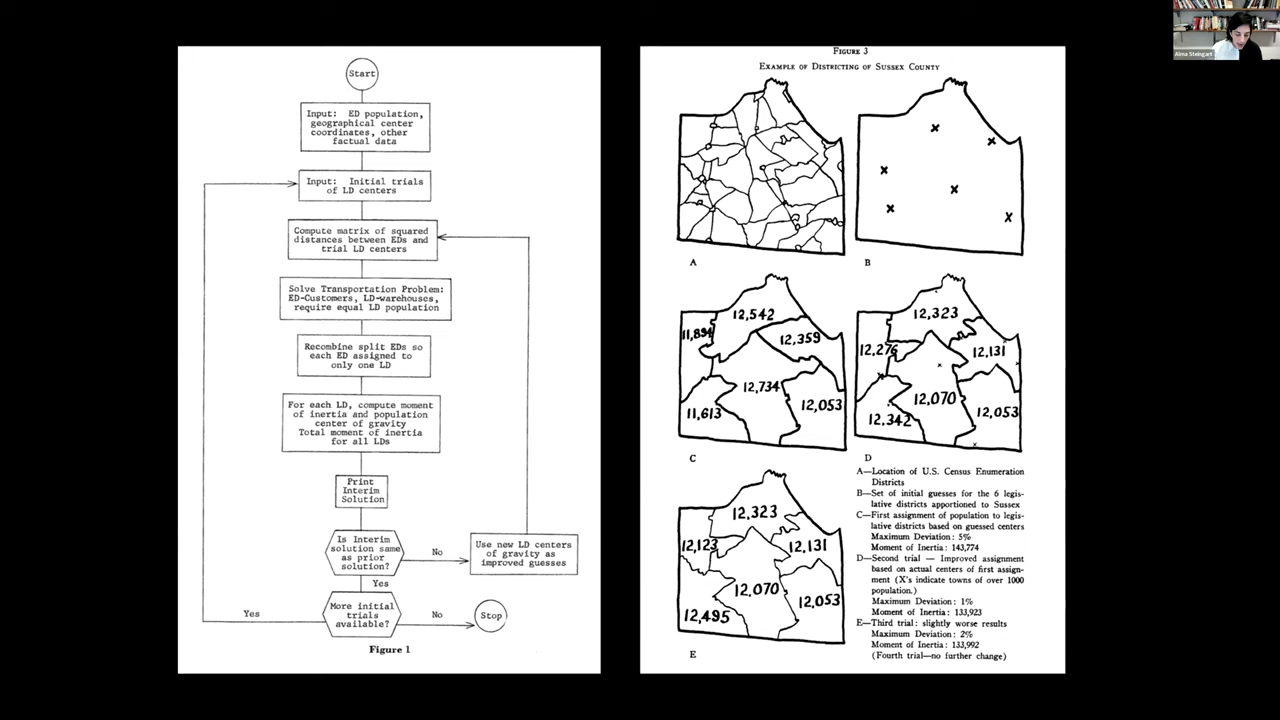 Start
Input: ED population,
geographical center
coordinates, other
factual data
Input: Initial trials
of LD centers
Compute matrix of squared
distances between EDs and
trial LD centers
Solve Transportation Problem:
ED-Customers, LD-warehouses,
require equal LD population
Recombine split EDs so
each ED assigned to
only one LD
For each LD, compute moment
of inertia and population
center of gravity
Total moment of inertia
for all LDs
Print
Interim
Solution
Is Interim
solution same
as prior
solution?
No
Use new LD centers
of gravity as
improved guesses
Yes
More initial
trials
available?
Yes
No
Stop
Figure 1
FIGURE 3
EXAMPLE OF DISTRICTING OF SUSSEX COUNTY
A
B
12,542
12,359
12,734
12,053
11,613
C
12,323
12,276
12,131
12,070
12,053
12,342
D
12,323
12,123
12,131
12,070
12,053
12,495
E
A—Location of U.S. Census Enumeration
Districts
B—Set of initial guesses for the 6 legis-
lative districts apportioned to Sussex
C—First assignment of population to legis-
lative districts based on guessed centers
Maximum Deviation: 5%
Moment of Inertia: 143,774
D—Second trial — Improved assignment
based on actual centers of first assign-
ment (X's indicate towns of over 1000
population.)
Maximum Deviation: 1%
Moment of Inertia: 133,923
E—Third trial: slightly worse results
Maximum Deviation: 2%
Moment of Inertia: 133,992
(Fourth trial—no further change)
Alma Steingart